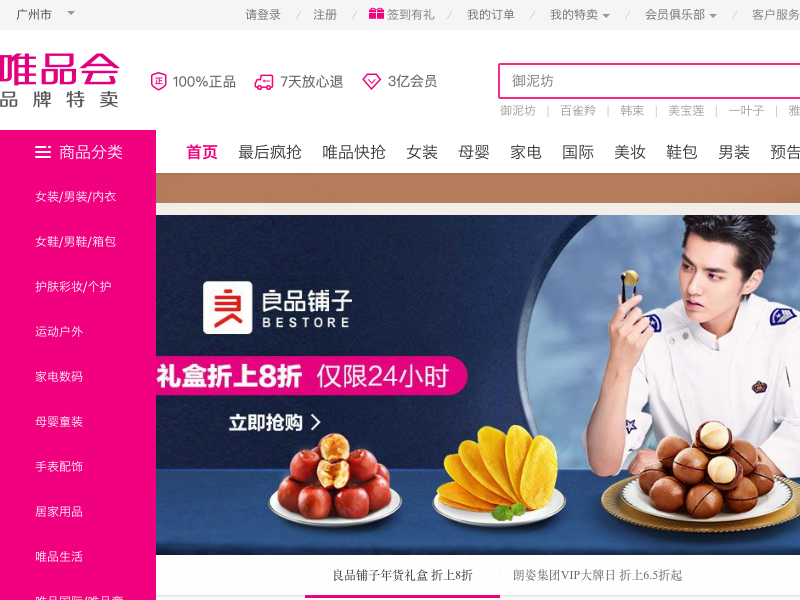 广州市 请登录 / 注册 / 签到有礼 / 我的订单 / 我的特卖 / 会员俱乐部 / 客户服务
唯品会
品牌特卖
正 100%正品 7天放心退 3亿会员
御泥坊
御泥坊 | 百雀羚 | 韩束 | 美宝莲 | 一叶子 | 雅
商品分类 首页 最后疯抢 唯品快抢 女装 母婴 家电 国际 美妆 鞋包 男装 预告
女装/男装/内衣
女鞋/男鞋/箱包
护肤彩妆/个护
运动户外
家电数码
母婴童装
手表配饰
居家用品
唯品生活
唯品国际/唯品奢
良 良品铺子
BESTORE
礼盒折上8折 仅限24小时
立即抢购
良品铺子年货礼盒 折上8折 朗姿集团VIP大牌日 折上6.5折起